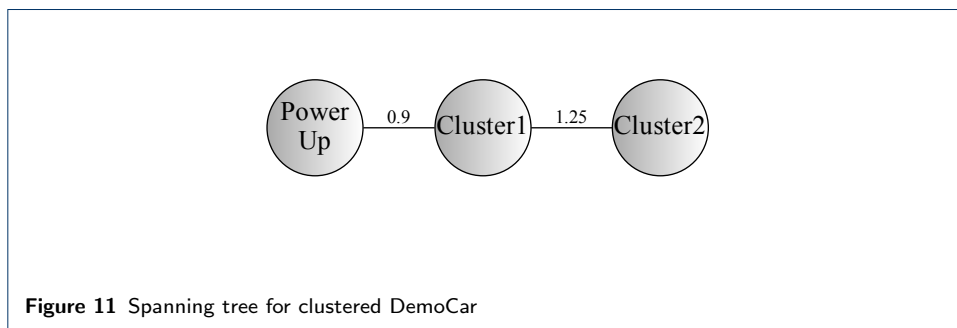 Power
Up
0.9
Cluster1
1.25
Cluster2
Figure 11 Spanning tree for clustered DemoCar